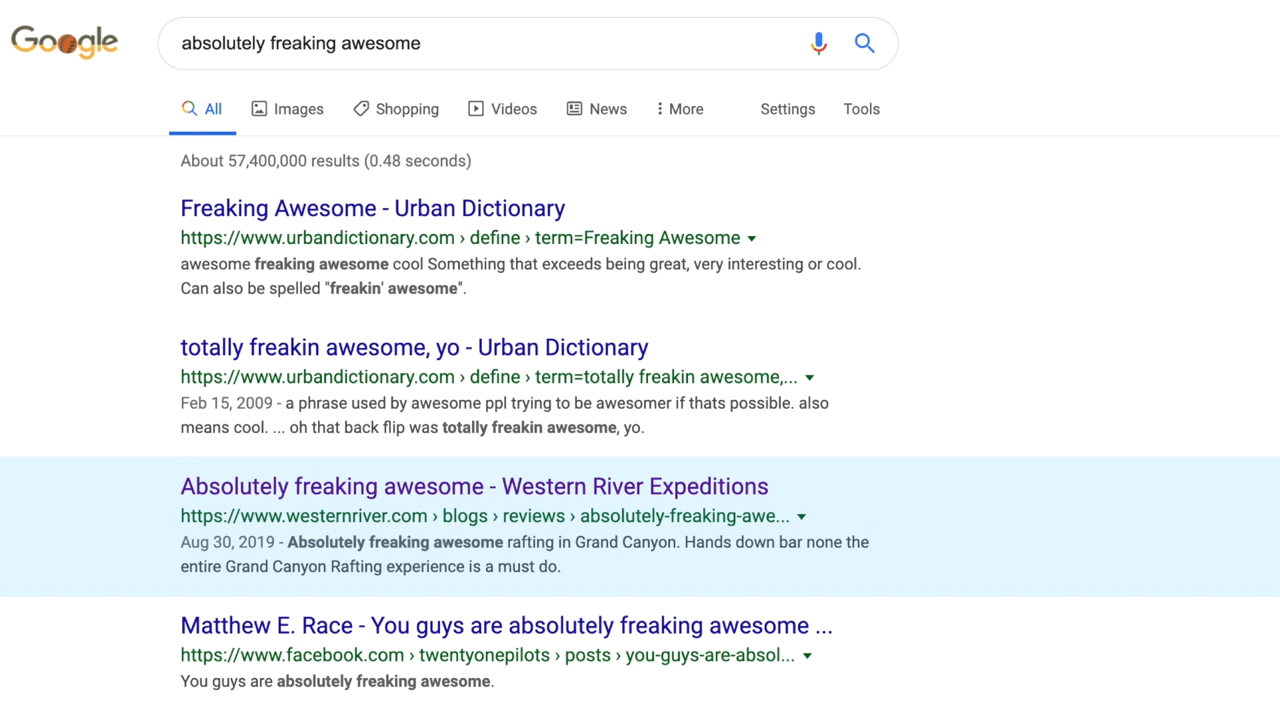 Google
absolutely freaking awesome
All Images Shopping Videos News More Settings Tools
About 57,400,000 results (0.48 seconds)
Freaking Awesome - Urban Dictionary
https://www.urbandictionary.com › define › term=Freaking Awesome
awesome freaking awesome cool Something that exceeds being great, very interesting or cool.
Can also be spelled "freakin' awesome".
totally freakin awesome, yo - Urban Dictionary
https://www.urbandictionary.com › define › term=totally freakin awesome,...
Feb 15, 2009 - a phrase used by awesome ppl trying to be awesomer if thats possible. also
means cool. ... oh that back flip was totally freakin awesome, yo.
Absolutely freaking awesome - Western River Expeditions
https://www.westernriver.com › blogs › reviews › absolutely-freaking-awe...
Aug 30, 2019 - Absolutely freaking awesome rafting in Grand Canyon. Hands down bar none the
entire Grand Canyon Rafting experience is a must do.
Matthew E. Race - You guys are absolutely freaking awesome ...
https://www.facebook.com › twentyonepilots › posts › you-guys-are-absol...
You guys are absolutely freaking awesome.